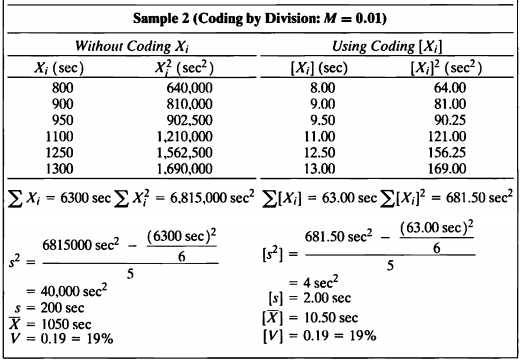 Sample 2 (Coding by Division: M = 0.01)
Without Coding Xᵢ Using Coding [Xᵢ]
Xᵢ (sec) Xᵢ² (sec²) [Xᵢ] (sec) [Xᵢ]² (sec²)
800 640,000 8.00 64.00
900 810,000 9.00 81.00
950 902,500 9.50 90.25
1100 1,210,000 11.00 121.00
1250 1,562,500 12.50 156.25
1300 1,690,000 13.00 169.00
∑ Xᵢ = 6300 sec ∑ Xᵢ² = 6,815,000 sec² ∑[Xᵢ] = 63.00 sec ∑[Xᵢ]² = 681.50 sec²
s² = (6815000 sec² − (6300 sec)²/6)/5
= 40,000 sec²
s = 200 sec
X̅ = 1050 sec
V = 0.19 = 19%
[s²] = (681.50 sec² − (63.00 sec)²/6)/5
= 4 sec²
[s] = 2.00 sec
[X̅] = 10.50 sec
[V] = 0.19 = 19%